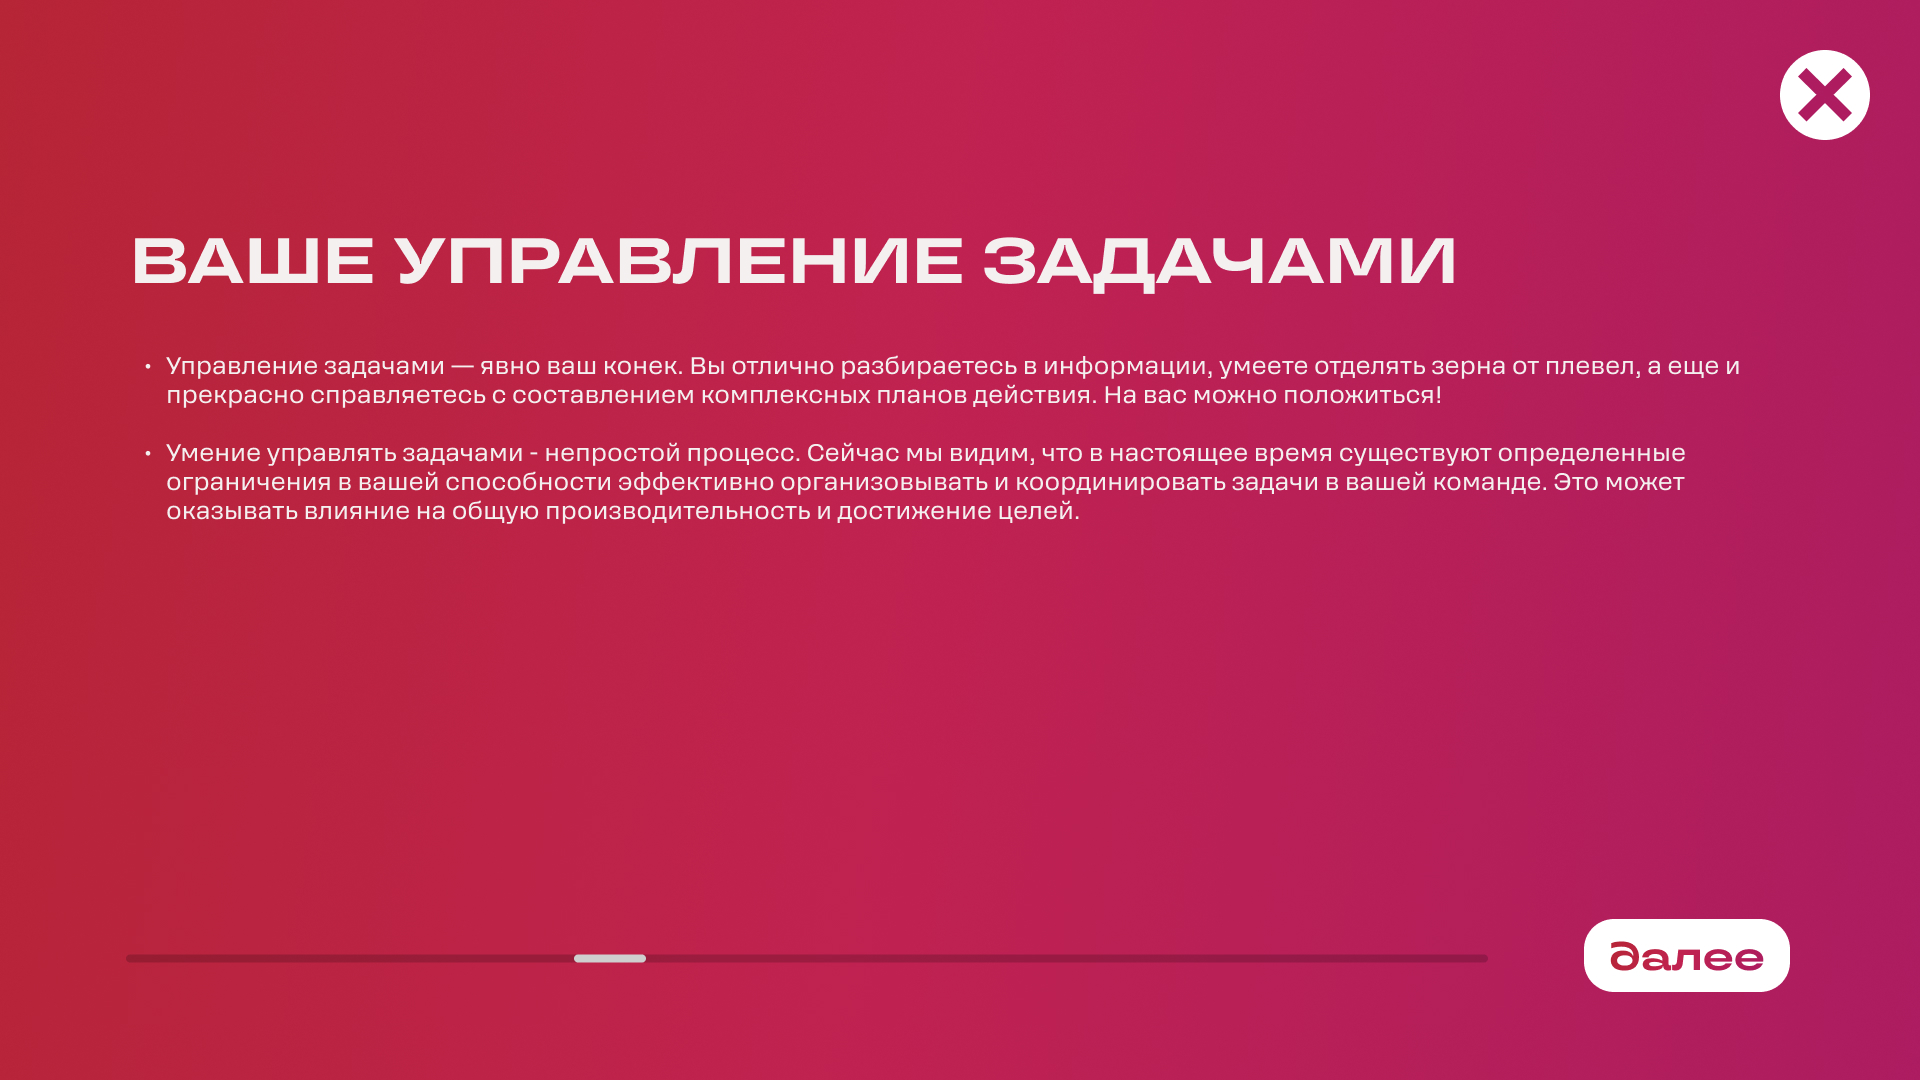 ВАШЕ УПРАВЛЕНИЕ ЗАДАЧАМИ
• Управление задачами — явно ваш конек. Вы отлично разбираетесь в информации, умеете отделять зерна от плевел, а еще и
прекрасно справляетесь с составлением комплексных планов действия. На вас можно положиться!
• Умение управлять задачами - непростой процесс. Сейчас мы видим, что в настоящее время существуют определенные
ограничения в вашей способности эффективно организовывать и координировать задачи в вашей команде. Это может
оказывать влияние на общую производительность и достижение целей.
далее